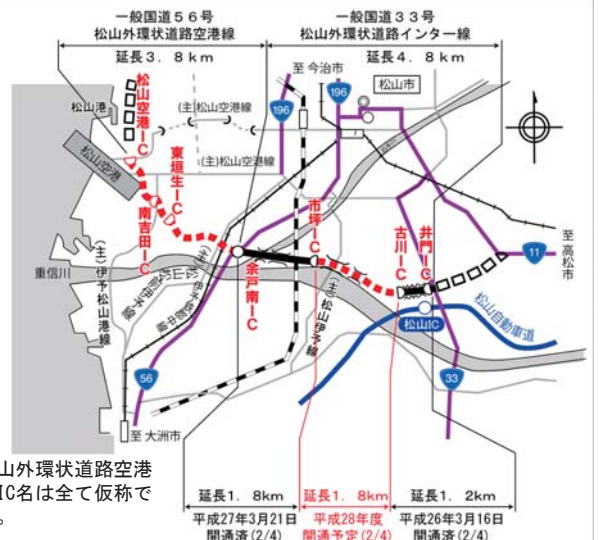 一般国道５６号
松山外環状道路空港線
延長３．８ｋｍ
一般国道３３号
松山外環状道路インター線
延長４．８ｋｍ
至 今治市
松山市
196
196
松山港
松山空港IC
(主)松山空港線
(主)松山空港線
松山空港
東垣生IC
南吉田IC
市坪IC
古川IC
井門IC
余戸南IC
11
至 高松市
重信川
(主)伊予松山港線
(主)松山伊予線
松山自動車道
松山IC
56
33
至 大洲市
山外環状道路空港
IC名は全て仮称で
。
延長１．８ｋｍ
平成27年3月21日
開通済(2/4)
延長１．８ｋｍ
平成28年度
開通予定(2/4)
延長１．２ｋｍ
平成26年3月16日
開通済(2/4)